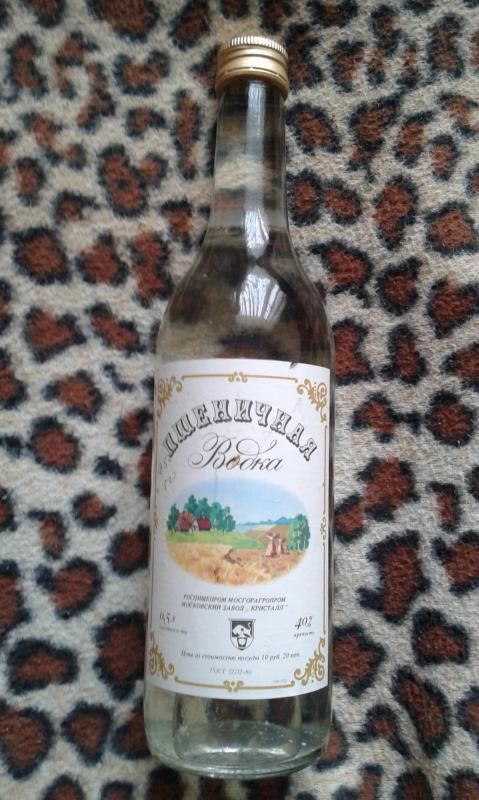 ПШЕНИЧНАЯ
Водка
РОСПИЩЕПРОМ МОСГОРАГРОПРОМ
МОСКОВСКИЙ ЗАВОД „КРИСТАЛЛ"
0,5 л
40%
крепость
Цена со стоимостью посуды 10 руб. 20 коп.
ГОСТ 12712-80